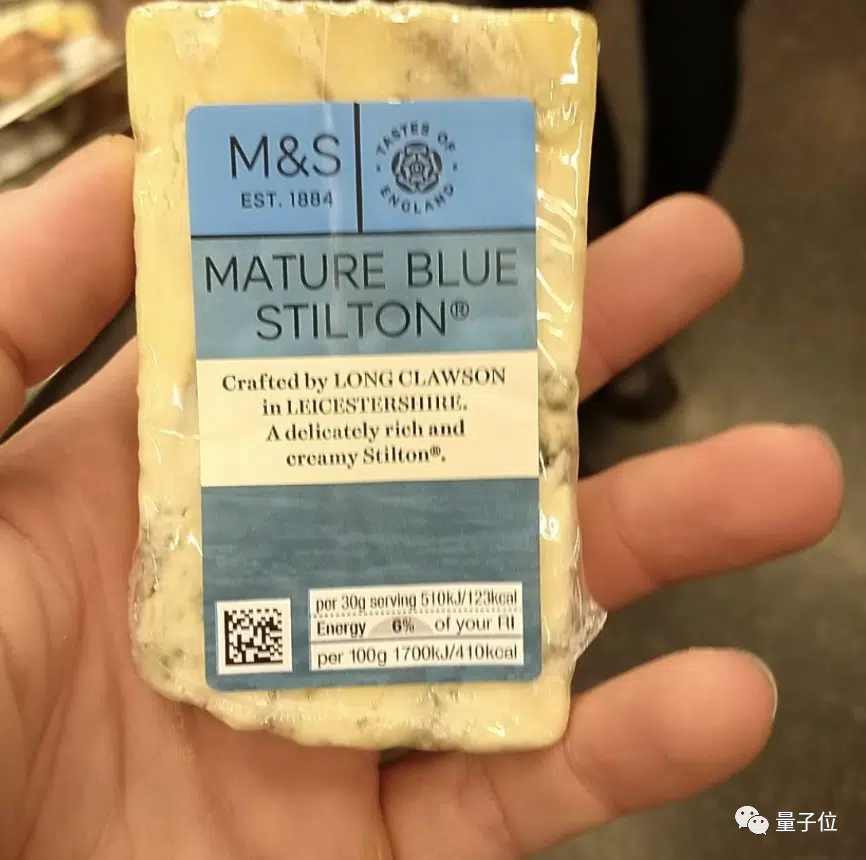 M&S
EST. 1884
TASTES OF
ENGLAND
MATURE BLUE
STILTON®
Crafted by LONG CLAWSON
in LEICESTERSHIRE.
A delicately rich and
creamy Stilton®.
per 30g serving 510kJ/123kcal
Energy 6% of your RI
per 100g 1700kJ/410kcal
量子位